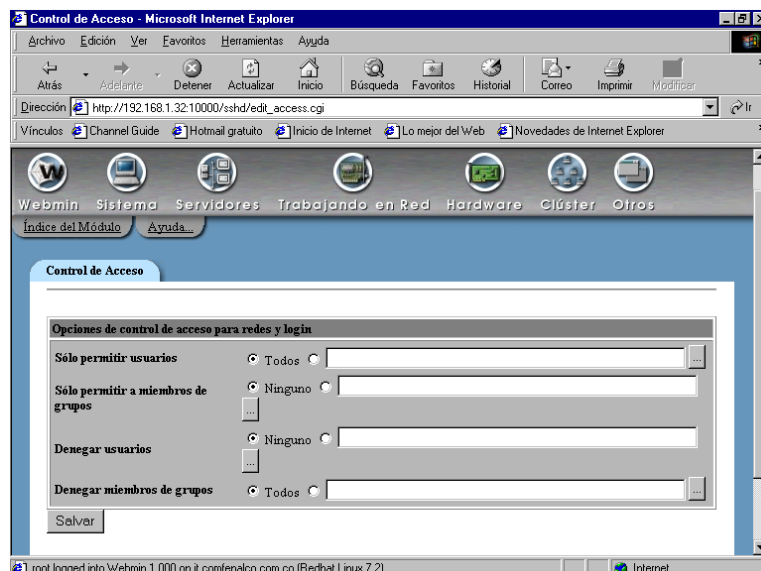 Control de Acceso - Microsoft Internet Explorer
Archivo Edición Ver Favoritos Herramientas Ayuda
Atrás Adelante Detener Actualizar Inicio Búsqueda Favoritos Historial Correo Imprimir Modificar
Dirección http://192.168.1.32:10000/sshd/edit_access.cgi Ir
Vínculos Channel Guide Hotmail gratuito Inicio de Internet Lo mejor del Web Novedades de Internet Explorer
Webmin Sistema Servidores Trabajando en Red Hardware Clúster Otros
Índice del Módulo Ayuda...
Control de Acceso
Opciones de control de acceso para redes y login
Sólo permitir usuarios Todos ...
Sólo permitir a miembros de grupos Ninguno ...
Denegar usuarios Ninguno ...
Denegar miembros de grupos Todos ...
Salvar
root logged into Webmin 1.000 on it.comfenalco.com.co (Redhat Linux 7.2) Internet